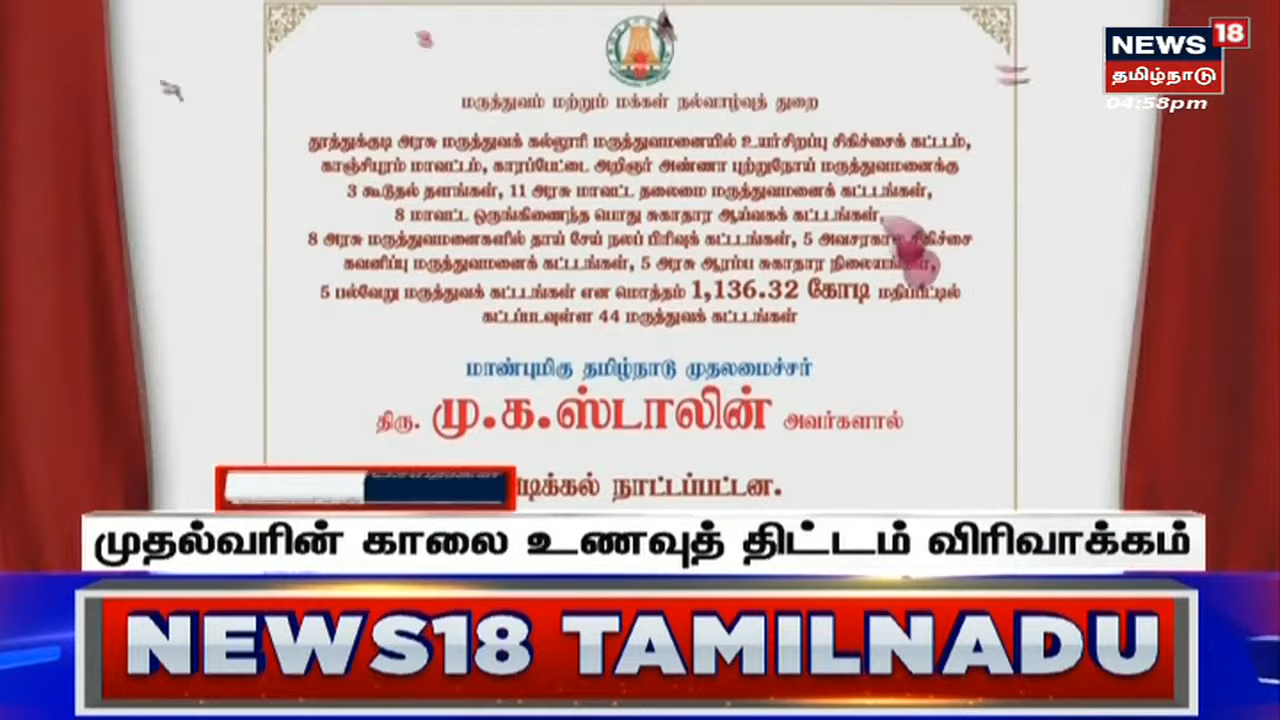 NEWS 18
தமிழ்நாடு
04:58pm
மருத்துவம் மற்றும் மக்கள் நல்வாழ்வுத் துறை
தூத்துக்குடி அரசு மருத்துவக் கல்லூரி மருத்துவமனையில் உயர்சிறப்பு சிகிச்சைக் கட்டடம்,
காஞ்சிபுரம் மாவட்டம், காரப்பேட்டை அறிஞர் அண்ணா புற்றுநோய் மருத்துவமனைக்கு
3 கூடுதல் தளங்கள், 11 அரசு மாவட்ட தலைமை மருத்துவமனைக் கட்டடங்கள்,
8 மாவட்ட ஒருங்கிணைந்த பொது சுகாதார ஆய்வகக் கட்டடங்கள்,
8 அரசு மருத்துவமனைகளில் தாய் சேய் நலப் பிரிவுக் கட்டடங்கள், 5 அவசரகால சிகிச்சை
கவனிப்பு மருத்துவமனைக் கட்டடங்கள், 5 அரசு ஆரம்ப சுகாதார நிலையங்கள்,
5 பல்வேறு மருத்துவக் கட்டடங்கள் என மொத்தம் 1,136.32 கோடி மதிப்பீட்டில்
கட்டப்படவுள்ள 44 மருத்துவக் கட்டடங்கள்
மாண்புமிகு தமிழ்நாடு முதலமைச்சர்
திரு. மு.க.ஸ்டாலின் அவர்களால்
டிக்கல் நாட்டப்பட்டன.
முதல்வரின் காலை உணவுத் திட்டம் விரிவாக்கம்
NEWS18 TAMILNADU